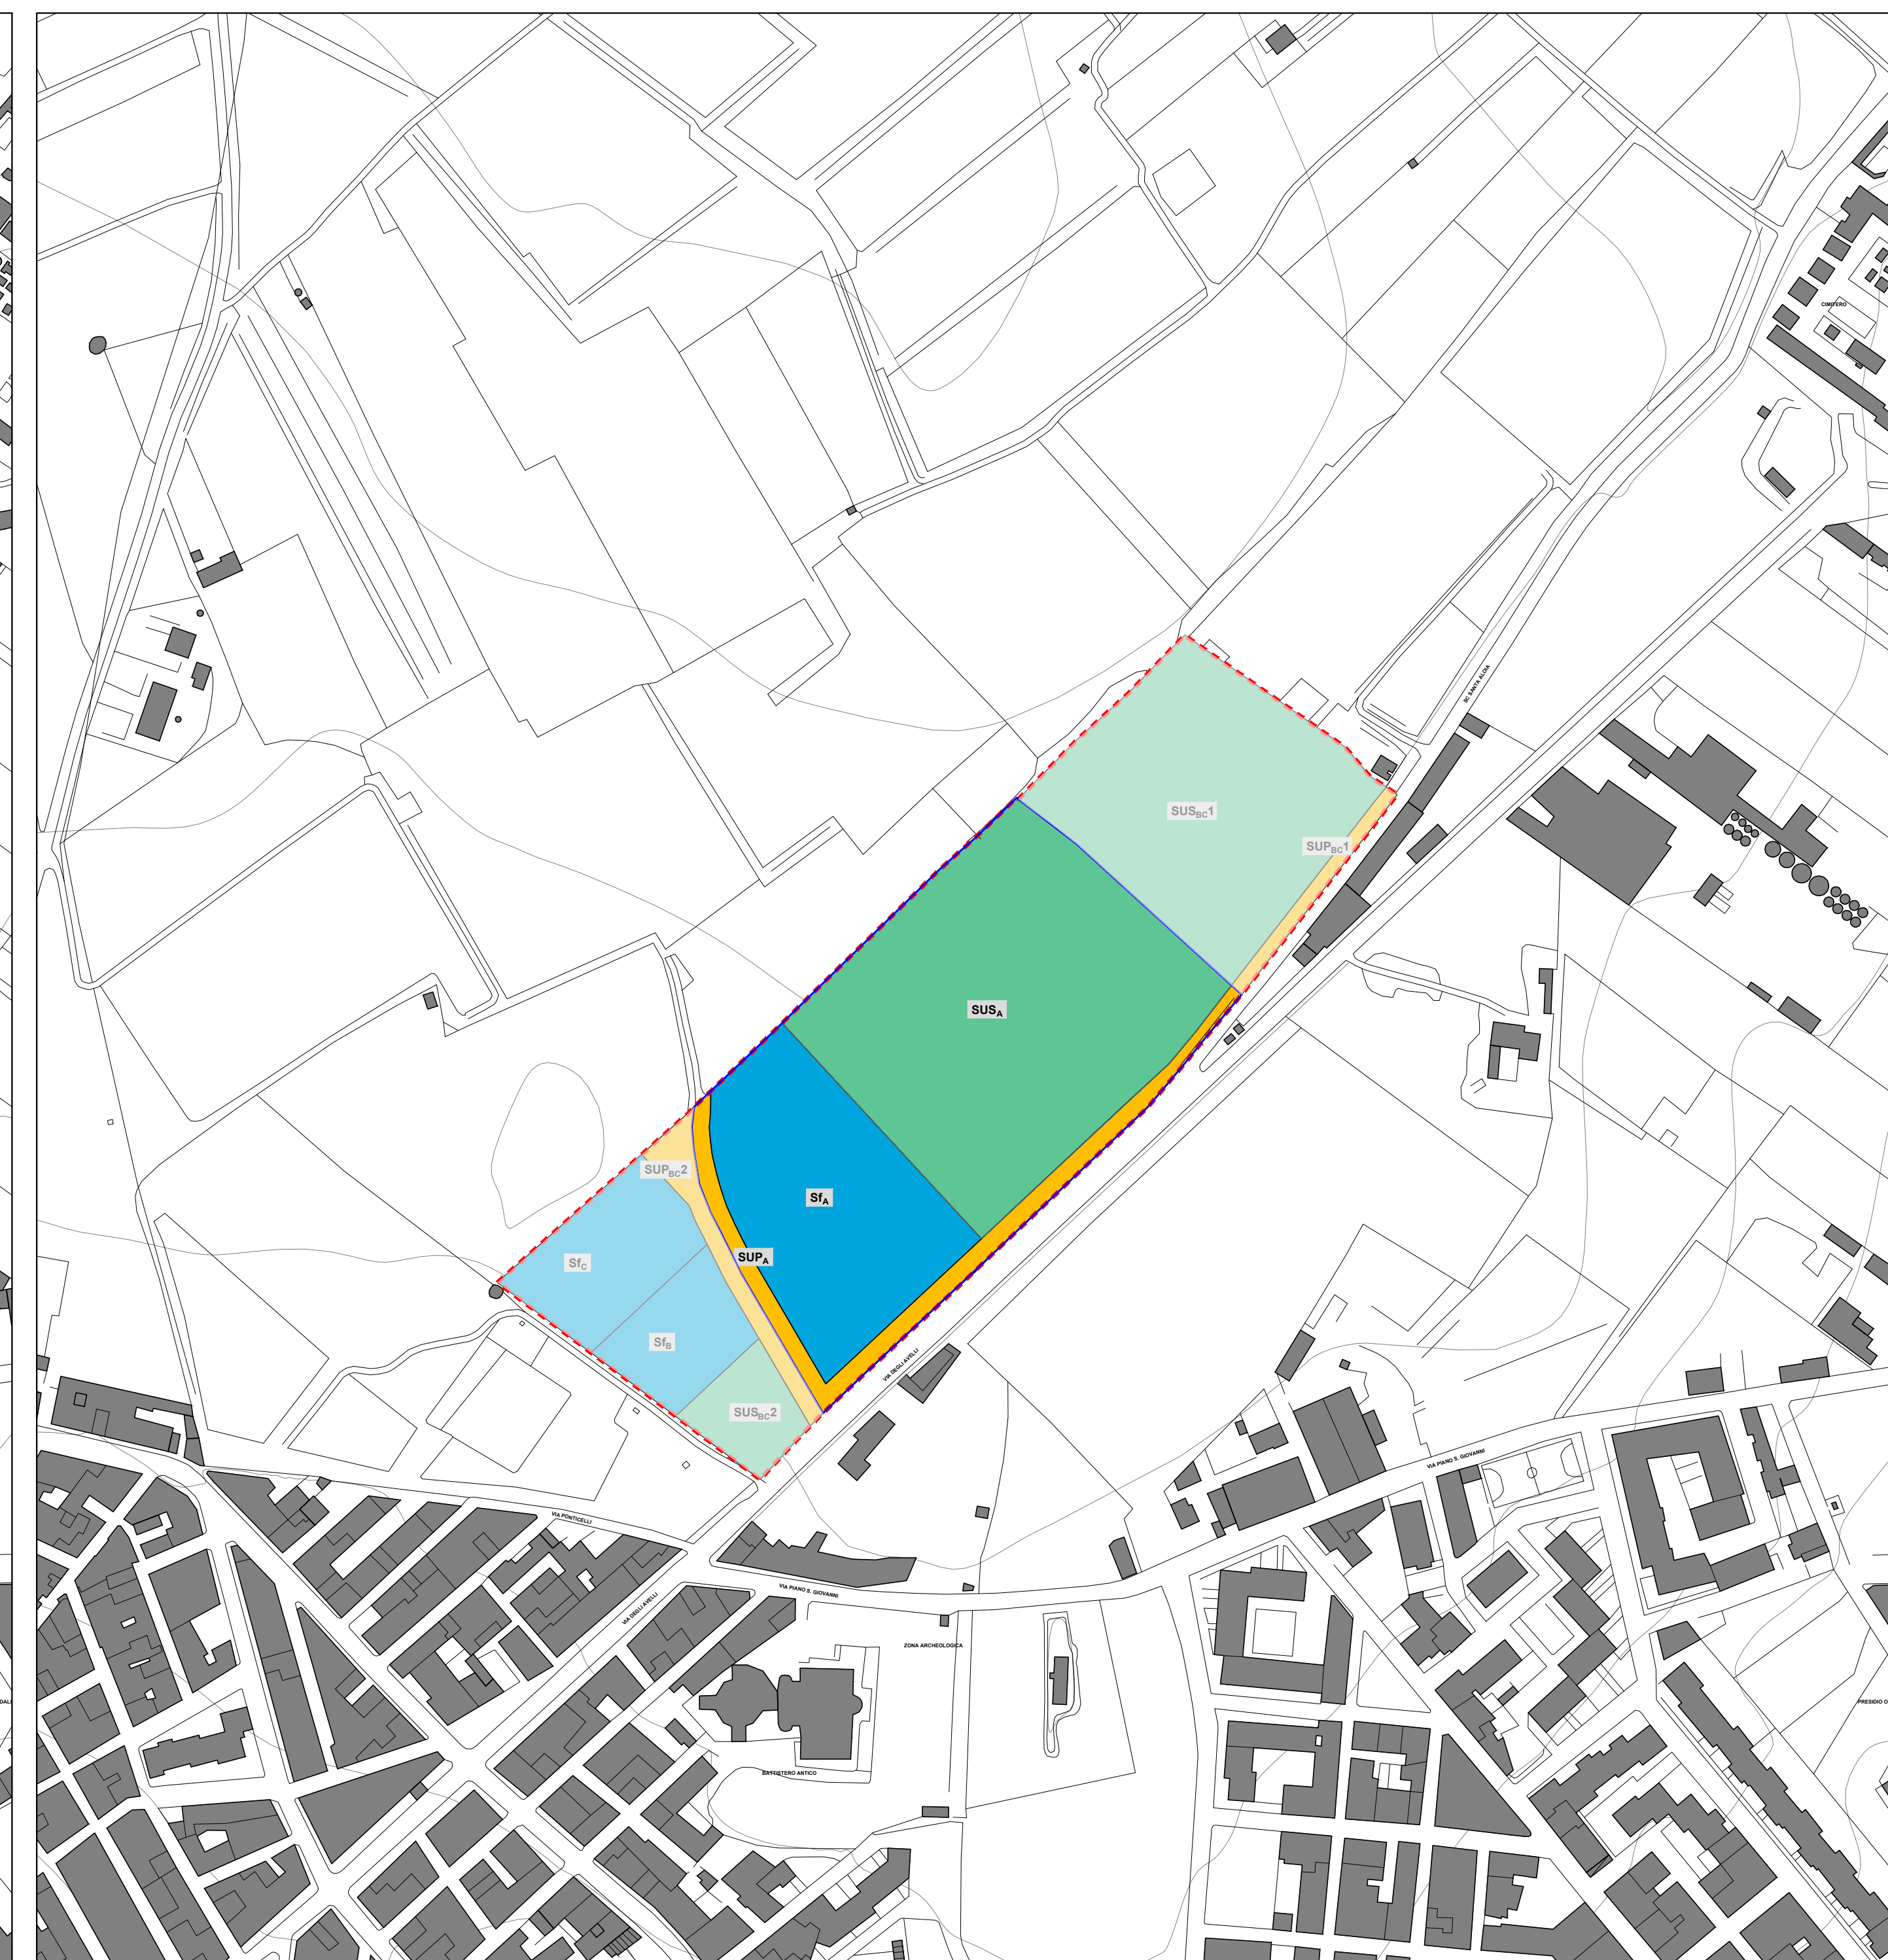 CIMITERO
SC SANTA ALOIA
SUSBC1
SUPBC1
SUSA
SUPBC2
SfA
SUPA
SfC
SfB
VIA DEGLI AVELLI
SUSBC2
VIA PIANO S. GIOVANNI
VIA PONTICELLI
VIA PIANO S. GIOVANNI
VIA DEGLI AVELLI
ZONA ARCHEOLOGICA
PRESIDIO O
BATTISTERO ANTICO